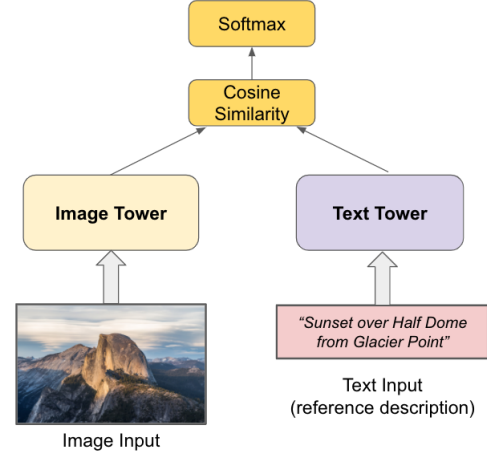 Softmax
Cosine
Similarity
Image Tower
Text Tower
“Sunset over Half Dome
from Glacier Point”
Text Input
(reference description)
Image Input